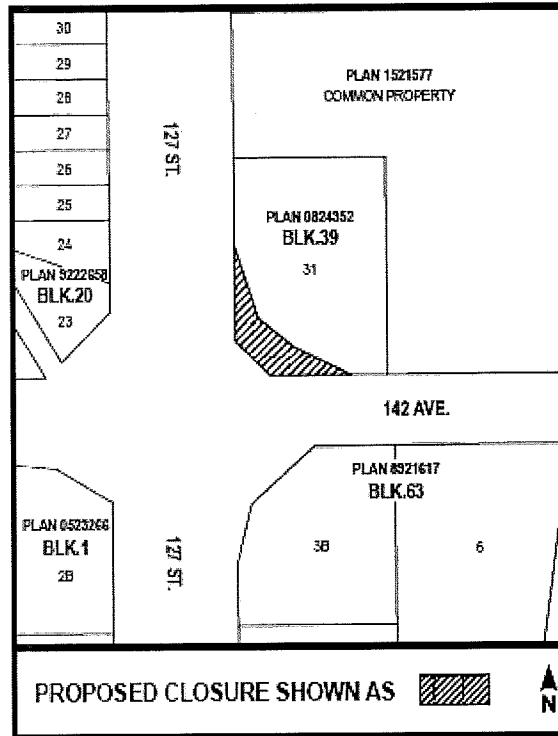 30
29
28
27
26
25
24
PLAN 9222658
BLK.20
23
127 ST.
PLAN 1521577
COMMON PROPERTY
PLAN 0824352
BLK.39
31
142 AVE.
PLAN 0523266
BLK.1
2B
127 ST.
PLAN 8921617
BLK.63
3B
6
PROPOSED CLOSURE SHOWN AS
N